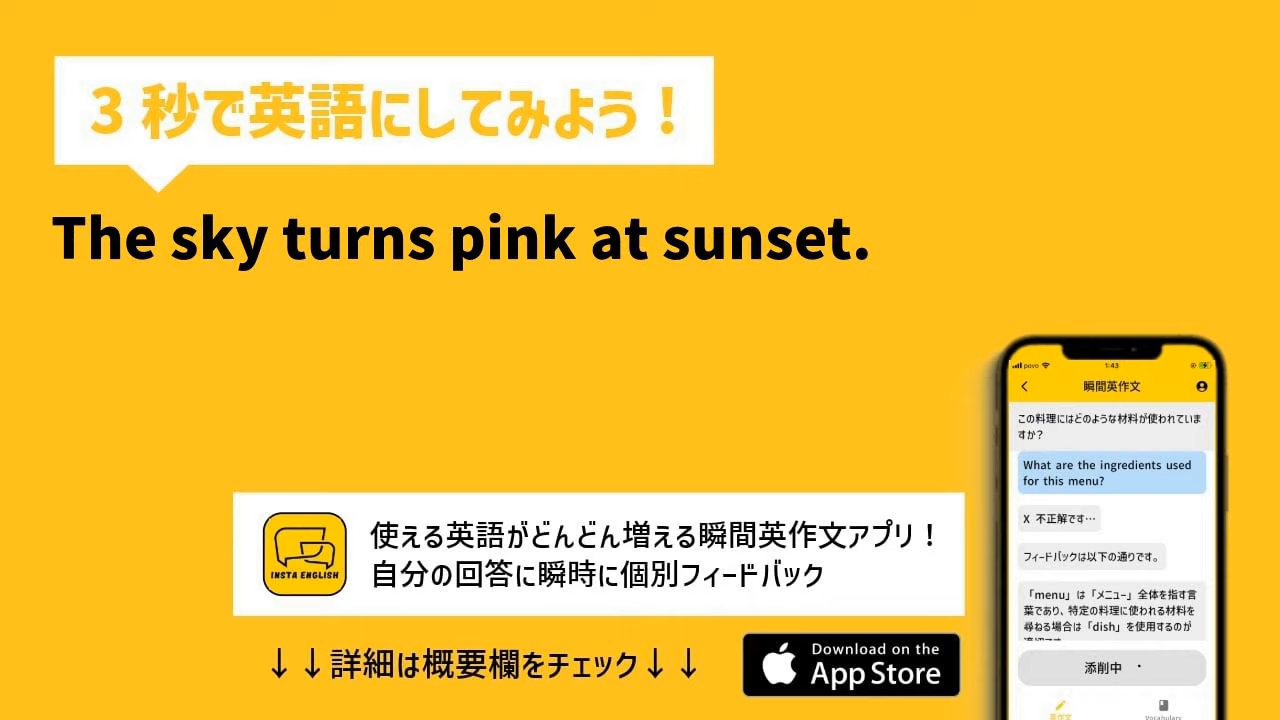 3秒で英語にしてみよう！
The sky turns pink at sunset.
povo 1:43
瞬間英作文
この料理にはどのような材料が使われていま
すか？
What are the ingredients used
for this menu?
X 不正解です…
フィードバックは以下の通りです。
「menu」は「メニュー」全体を指す言
葉であり、特定の料理に使われる材料を
尋ねる場合は「dish」を使用するのが
添削中
英作文 Vocabulary
INSTA ENGLISH
使える英語がどんどん増える瞬間英作文アプリ！
自分の回答に瞬時に個別フィードバック
↓↓詳細は概要欄をチェック↓↓
Download on the
App Store